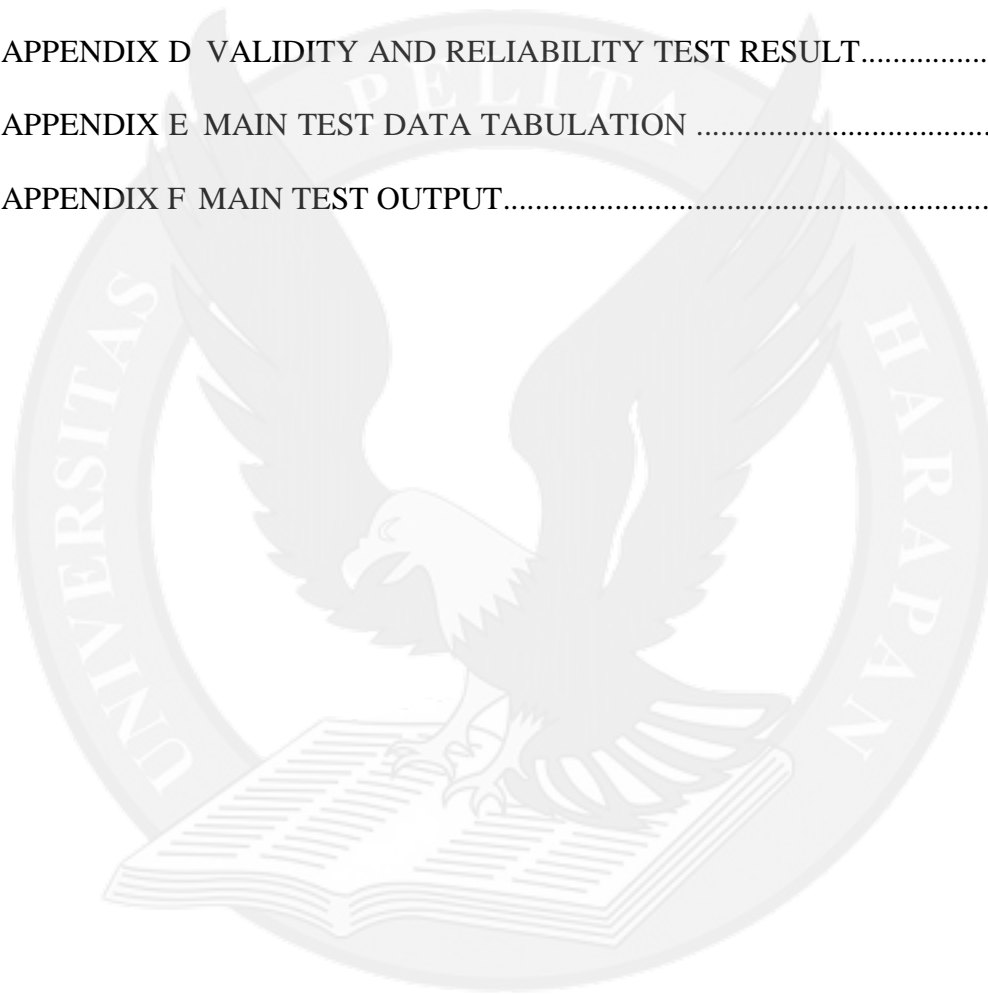 APPENDIX D VALIDITY AND RELIABILITY TEST RESULT................
APPENDIX E MAIN TEST DATA TABULATION .....................................
APPENDIX F MAIN TEST OUTPUT..............................................................
UNIVERSITAS PELITA HARAPAN